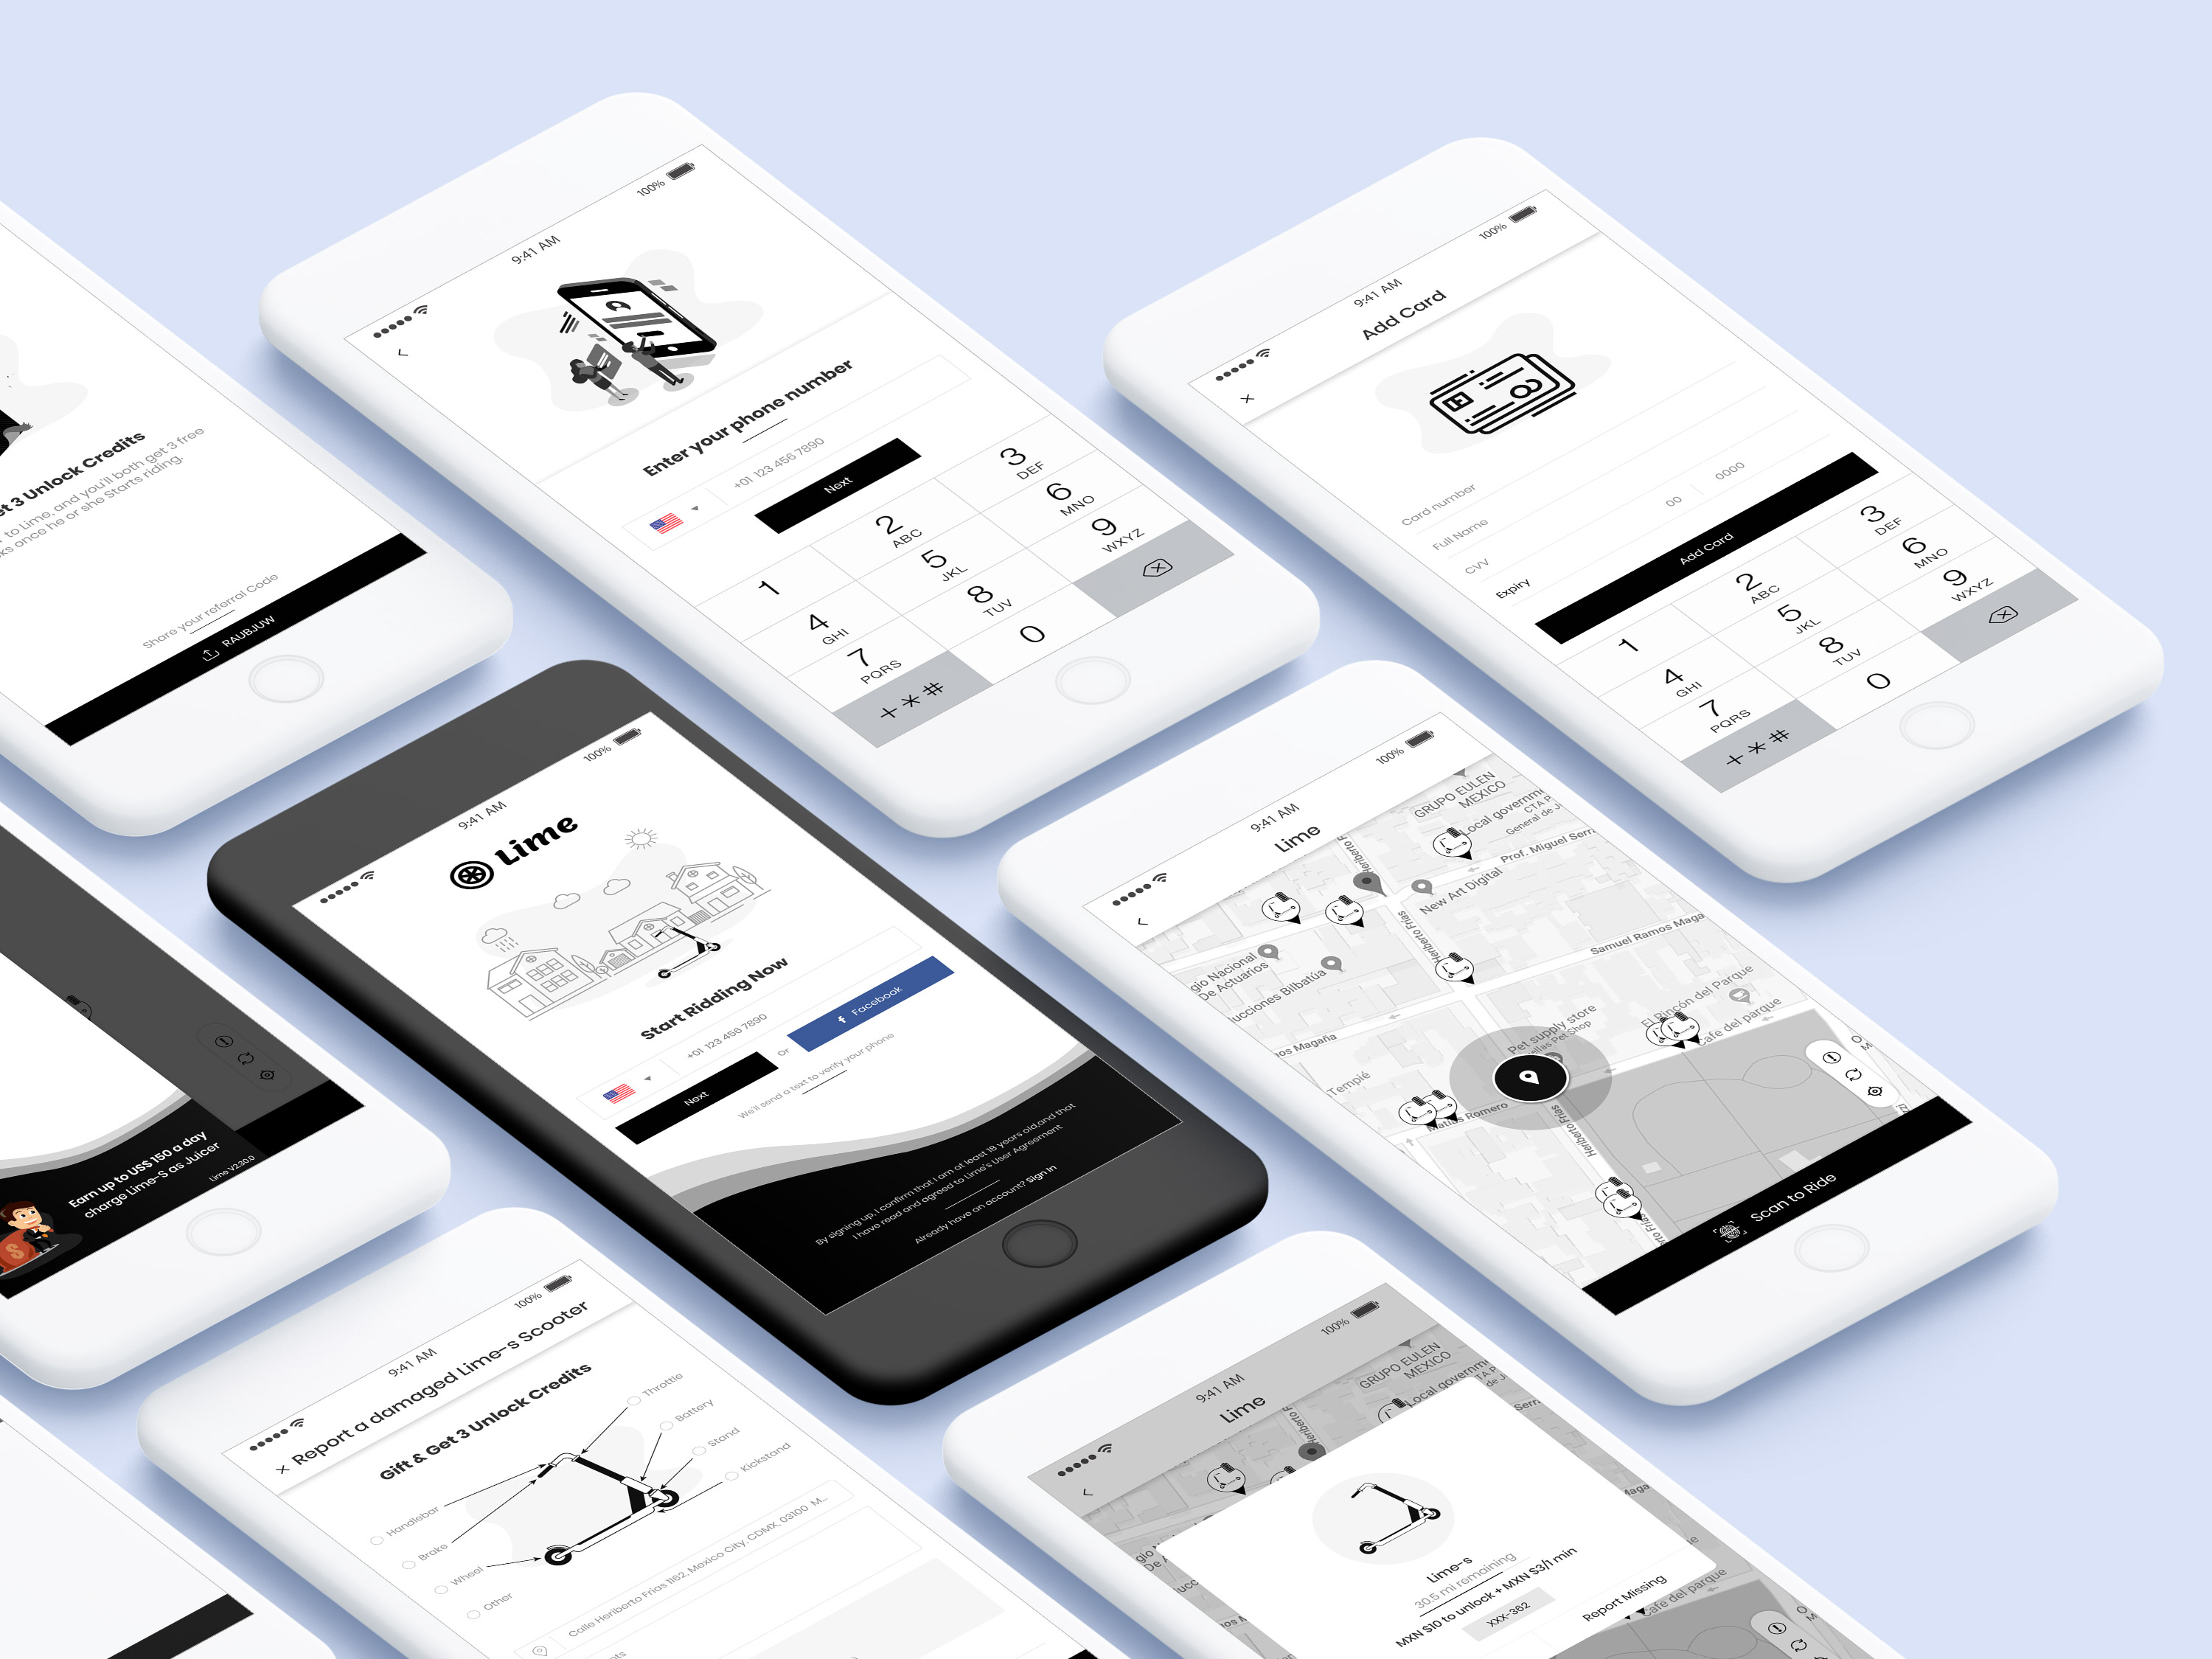 3 Unlock Credits
to Lime, and you'll both get 3 free
once he or she Starts riding.
Share your referral Code
RAUBJUW
9:41 AM
100%
Enter your phone number
+01 123 456 7890
Next
1
2
ABC
3
DEF
4
GHI
5
JKL
6
MNO
7
PQRS
8
TUV
9
WXYZ
+*#
0
9:41 AM
100%
Add Card
Card number
Full Name
CVV
Expiry
00
0000
Add Card
1
2
ABC
3
DEF
4
GHI
5
JKL
6
MNO
7
PQRS
8
TUV
9
WXYZ
+*#
0
Earn up to US$ 150 a day
charge Lime-S as Juicer
Lime V2.30.0
9:41 AM
100%
Lime
Start Ridding Now
+01 123 456 7890
Next
Or
Facebook
We'll send a text to verify your phone
By signing up, I confirm that I am at least 18 years old,and that
I have read and agreed to Lime's User Agreement
Already have an account? Sign In
9:41 AM
100%
Lime
GRUPO EULEN
MEXICO
Local governm
CTA P
General de J
Prof. Miguel Serr
Heriberto F
New Art Digital
Heriberto Frías
Samuel Ramos Maga
gio Nacional
De Actuarios
ucciones Bilbatúa
os Magaña
Tempié
Pet supply store
Pet Shop
El Rincón del Parque
Cafe del parque
Matías Romero
Heriberto Frías
Scan to Ride
9:41 AM
100%
Report a damaged Lime-s Scooter
Gift & Get 3 Unlock Credits
Throttle
Battery
Stand
Kickstand
Handlebar
Brake
Wheel
Other
Calle Heriberto Frias 1162, Mexico City, CDMX, 03100 M...
9:41 AM
100%
Lime
GRUPO EULEN
MEXICO
Local governm
Lime-s
30.5 mi remaining
MXN $10 to unlock + MXN $3/1 min
XXX-362
Report Missing
Cafe del parque